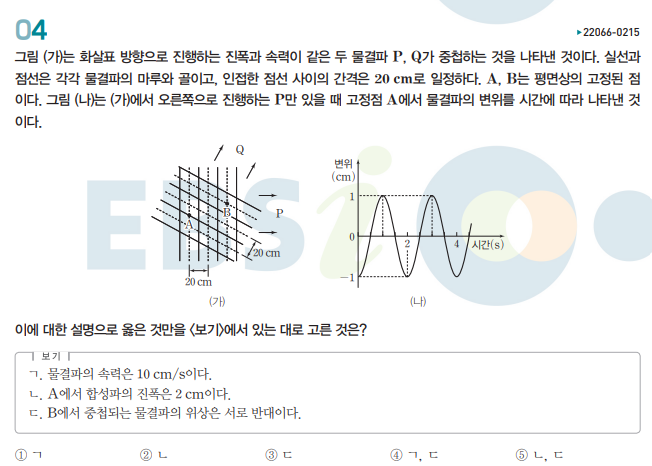 04
▶22066-0215
그림 (가)는 화살표 방향으로 진행하는 진폭과 속력이 같은 두 물결파 P, Q가 중첩하는 것을 나타낸 것이다. 실선과
점선은 각각 물결파의 마루와 골이고, 인접한 점선 사이의 간격은 20 cm로 일정하다. A, B는 평면상의 고정된 점
이다. 그림 (나)는 (가)에서 오른쪽으로 진행하는 P만 있을 때 고정점 A에서 물결파의 변위를 시간에 따라 나타낸 것
이다.
Q
P
B
A
20 cm
20 cm
(가)
변위
(cm)
1
0
2
4
시간(s)
-1
(나)
이에 대한 설명으로 옳은 것만을 <보기>에서 있는 대로 고른 것은?
보기
ㄱ. 물결파의 속력은 10 cm/s이다.
ㄴ. A에서 합성파의 진폭은 2 cm이다.
ㄷ. B에서 중첩되는 물결파의 위상은 서로 반대이다.
① ㄱ ② ㄴ ③ ㄷ ④ ㄱ, ㄷ ⑤ ㄴ, ㄷ
EBSi